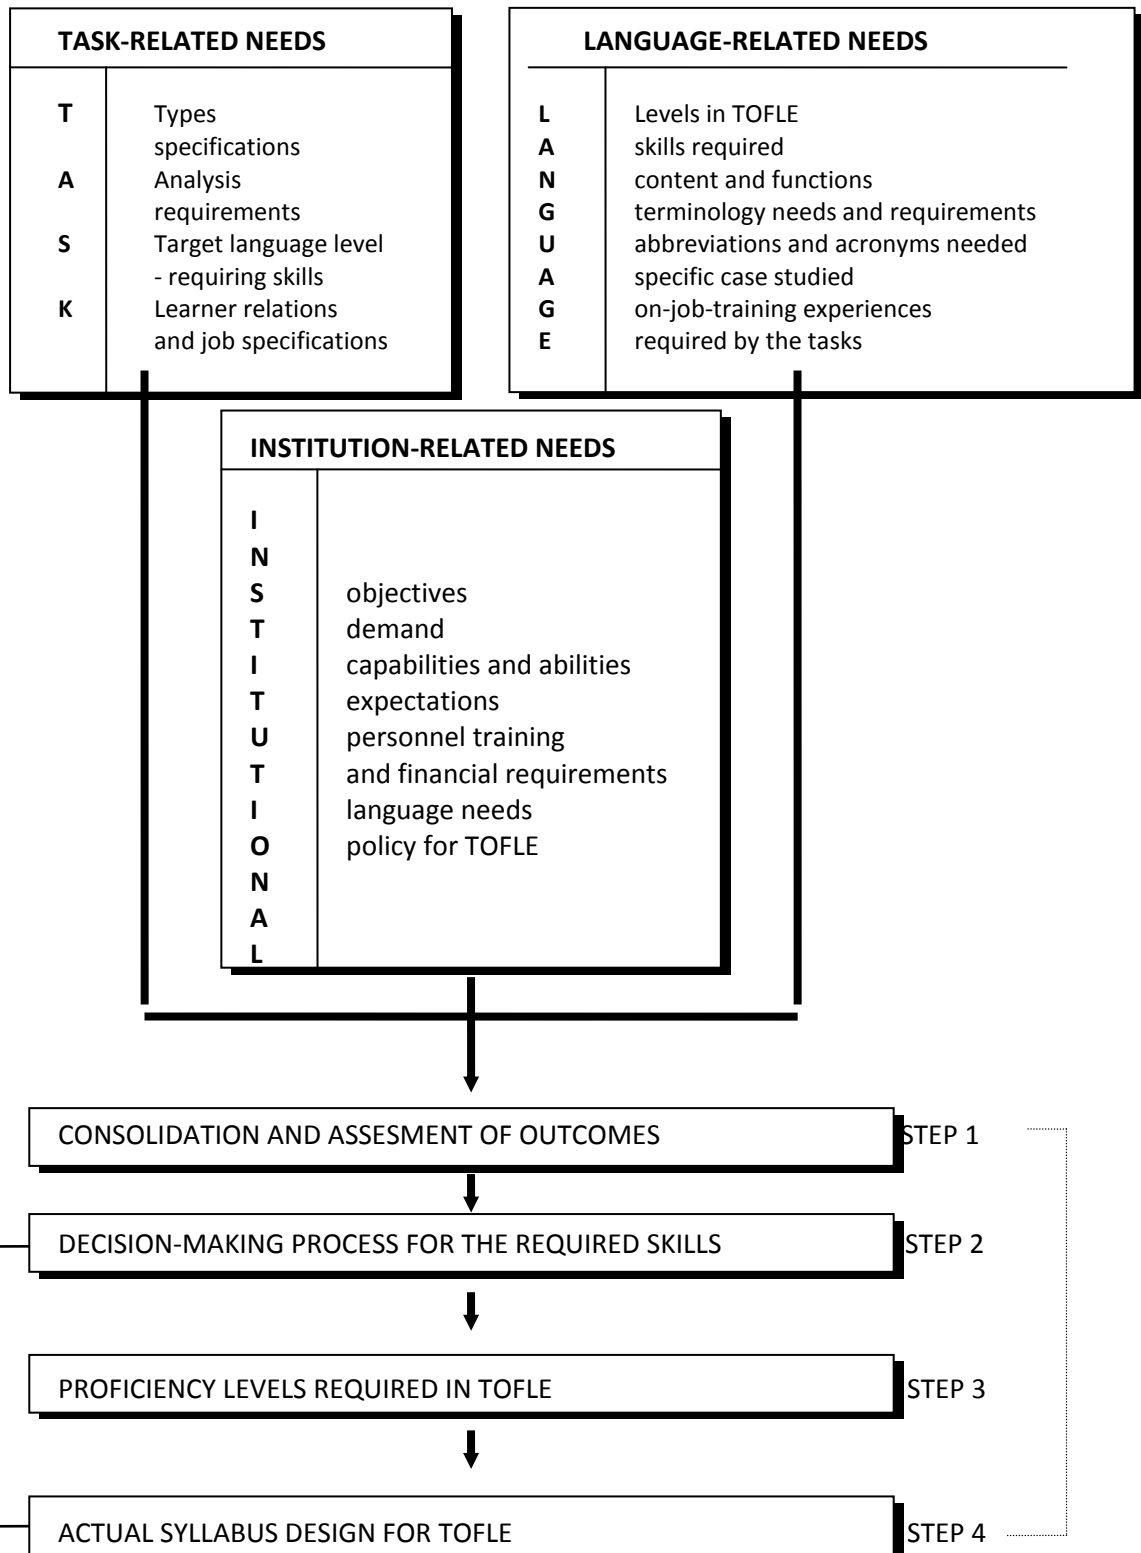 TASK-RELATED NEEDS
T Types
specifications
A Analysis
requirements
S Target language level
- requiring skills
K Learner relations
and job specifications
LANGUAGE-RELATED NEEDS
L Levels in TOFLE
A skills required
N content and functions
G terminology needs and requirements
U abbreviations and acronyms needed
A specific case studied
G on-job-training experiences
E required by the tasks
INSTITUTION-RELATED NEEDS
I
N
S objectives
T demand
I capabilities and abilities
T expectations
U personnel training
T and financial requirements
I language needs
O policy for TOFLE
N
A
L
CONSOLIDATION AND ASSESMENT OF OUTCOMES STEP 1
DECISION-MAKING PROCESS FOR THE REQUIRED SKILLS STEP 2
PROFICIENCY LEVELS REQUIRED IN TOFLE STEP 3
ACTUAL SYLLABUS DESIGN FOR TOFLE STEP 4